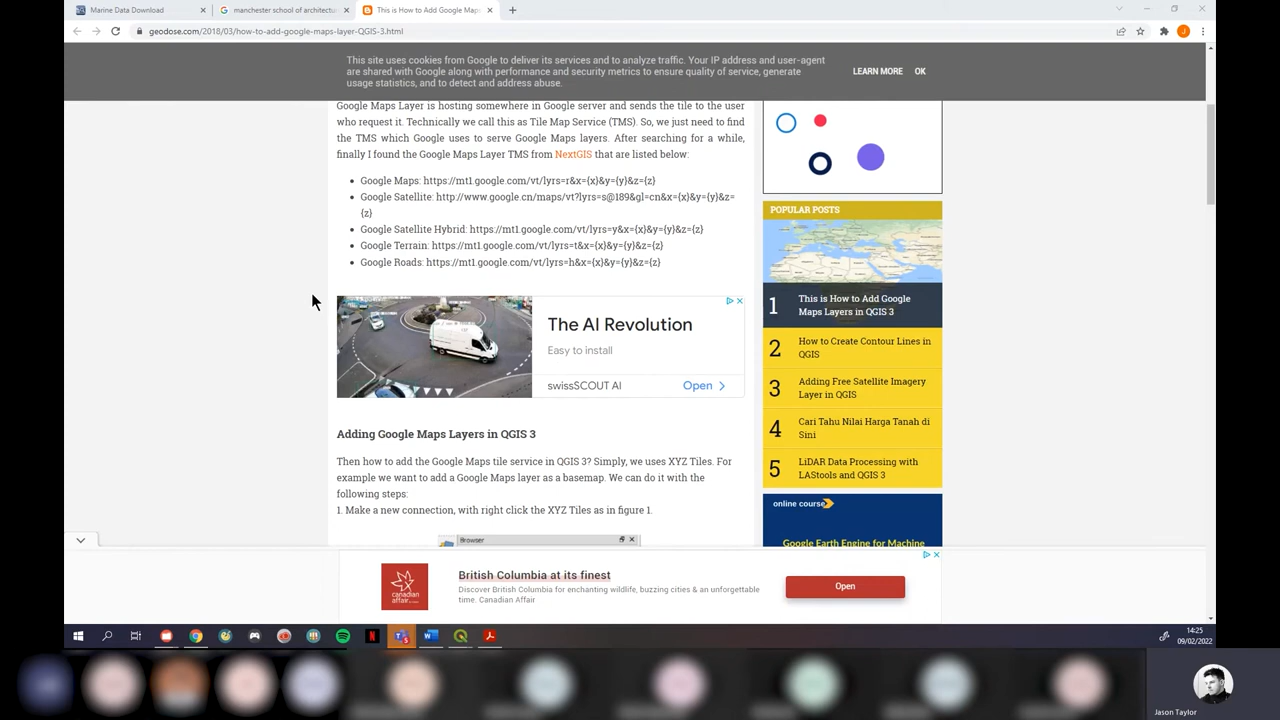 Marine Data Download
manchester school of architectur
This is How to Add Google Maps
geodose.com/2018/03/how-to-add-google-maps-layer-QGIS-3.html
This site uses cookies from Google to deliver its services and to analyze traffic. Your IP address and user-agent
are shared with Google along with performance and security metrics to ensure quality of service, generate
usage statistics, and to detect and address abuse.
LEARN MORE OK
Google Maps Layer is hosting somewhere in Google server and sends the tile to the user
who request it. Technically we call this as Tile Map Service (TMS). So, we just need to find
the TMS which Google uses to serve Google Maps layers. After searching for a while,
finally I found the Google Maps Layer TMS from NextGIS that are listed below:
Google Maps: https://mt1.google.com/vt/lyrs=r&x={x}&y={y}&z={z}
Google Satellite: http://www.google.cn/maps/vt?lyrs=s@189&gl=cn&x={x}&y={y}&z=
{z}
Google Satellite Hybrid: https://mt1.google.com/vt/lyrs=y&x={x}&y={y}&z={z}
Google Terrain: https://mt1.google.com/vt/lyrs=t&x={x}&y={y}&z={z}
Google Roads: https://mt1.google.com/vt/lyrs=h&x={x}&y={y}&z={z}
The AI Revolution
Easy to install
swissSCOUT AI
Open
Adding Google Maps Layers in QGIS 3
Then how to add the Google Maps tile service in QGIS 3? Simply, we uses XYZ Tiles. For
example we want to add a Google Maps layer as a basemap. We can do it with the
following steps:
1. Make a new connection, with right click the XYZ Tiles as in figure 1.
Browser
POPULAR POSTS
1 This is How to Add Google
Maps Layers in QGIS 3
2 How to Create Contour Lines in
QGIS
3 Adding Free Satellite Imagery
Layer in QGIS
4 Cari Tahu Nilai Harga Tanah di
Sini
5 LiDAR Data Processing with
LAStools and QGIS 3
online course
Google Earth Engine for Machine
canadian
affair
British Columbia at its finest
Discover British Columbia for enchanting wildlife, buzzing cities & an unforgettable
time. Canadian Affair
Open
14:25
09/02/2022
Jason Taylor